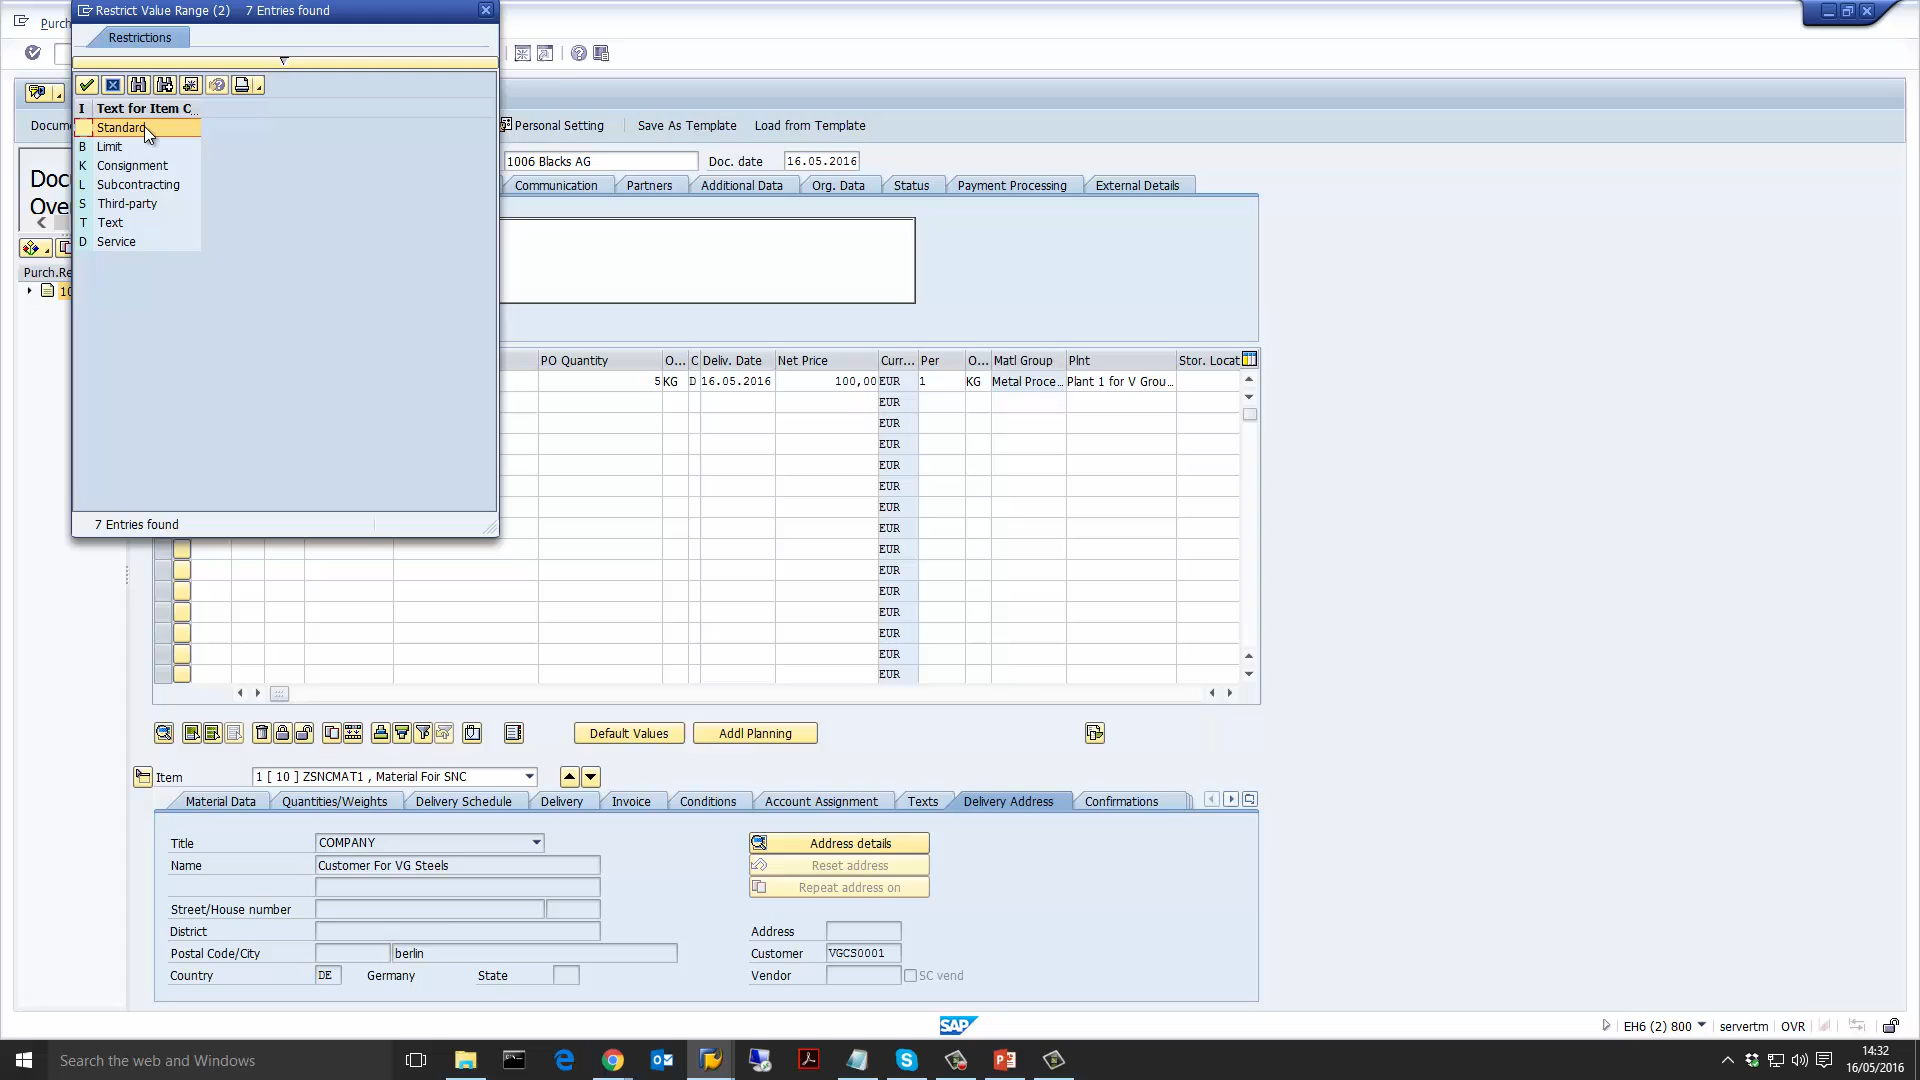 Restrict Value Range (2)   7 Entries found
Purch
Restrictions
I Text for Item C...
Standard
B Limit
K Consignment
L Subcontracting
S Third-party
T Text
D Service
7 Entries found
Docum
Personal Setting
Save As Template
Load from Template
Doc
Ove
1006 Blacks AG
Doc. date
16.05.2016
Communication
Partners
Additional Data
Org. Data
Status
Payment Processing
External Details
Purch.Re
10
PO Quantity O... C Deliv. Date Net Price Curr... Per O... Matl Group Plnt Stor. Locat
5 KG D 16.05.2016 100,00 EUR 1 KG Metal Proce... Plant 1 for V Grou...
EUR
EUR
EUR
EUR
EUR
EUR
EUR
EUR
EUR
EUR
EUR
EUR
EUR
EUR
Default Values
Addl Planning
Item
1 [ 10 ] ZSNCMAT1 , Material Foir SNC
Material Data
Quantities/Weights
Delivery Schedule
Delivery
Invoice
Conditions
Account Assignment
Texts
Delivery Address
Confirmations
Title COMPANY
Address details
Name Customer For VG Steels
Reset address
Repeat address on
Street/House number
District
Address
Postal Code/City berlin
Customer VGCS0001
Country DE Germany State
Vendor SC vend
SAP
EH6 (2) 800
servertm
OVR
Search the web and Windows
14:32
16/05/2016